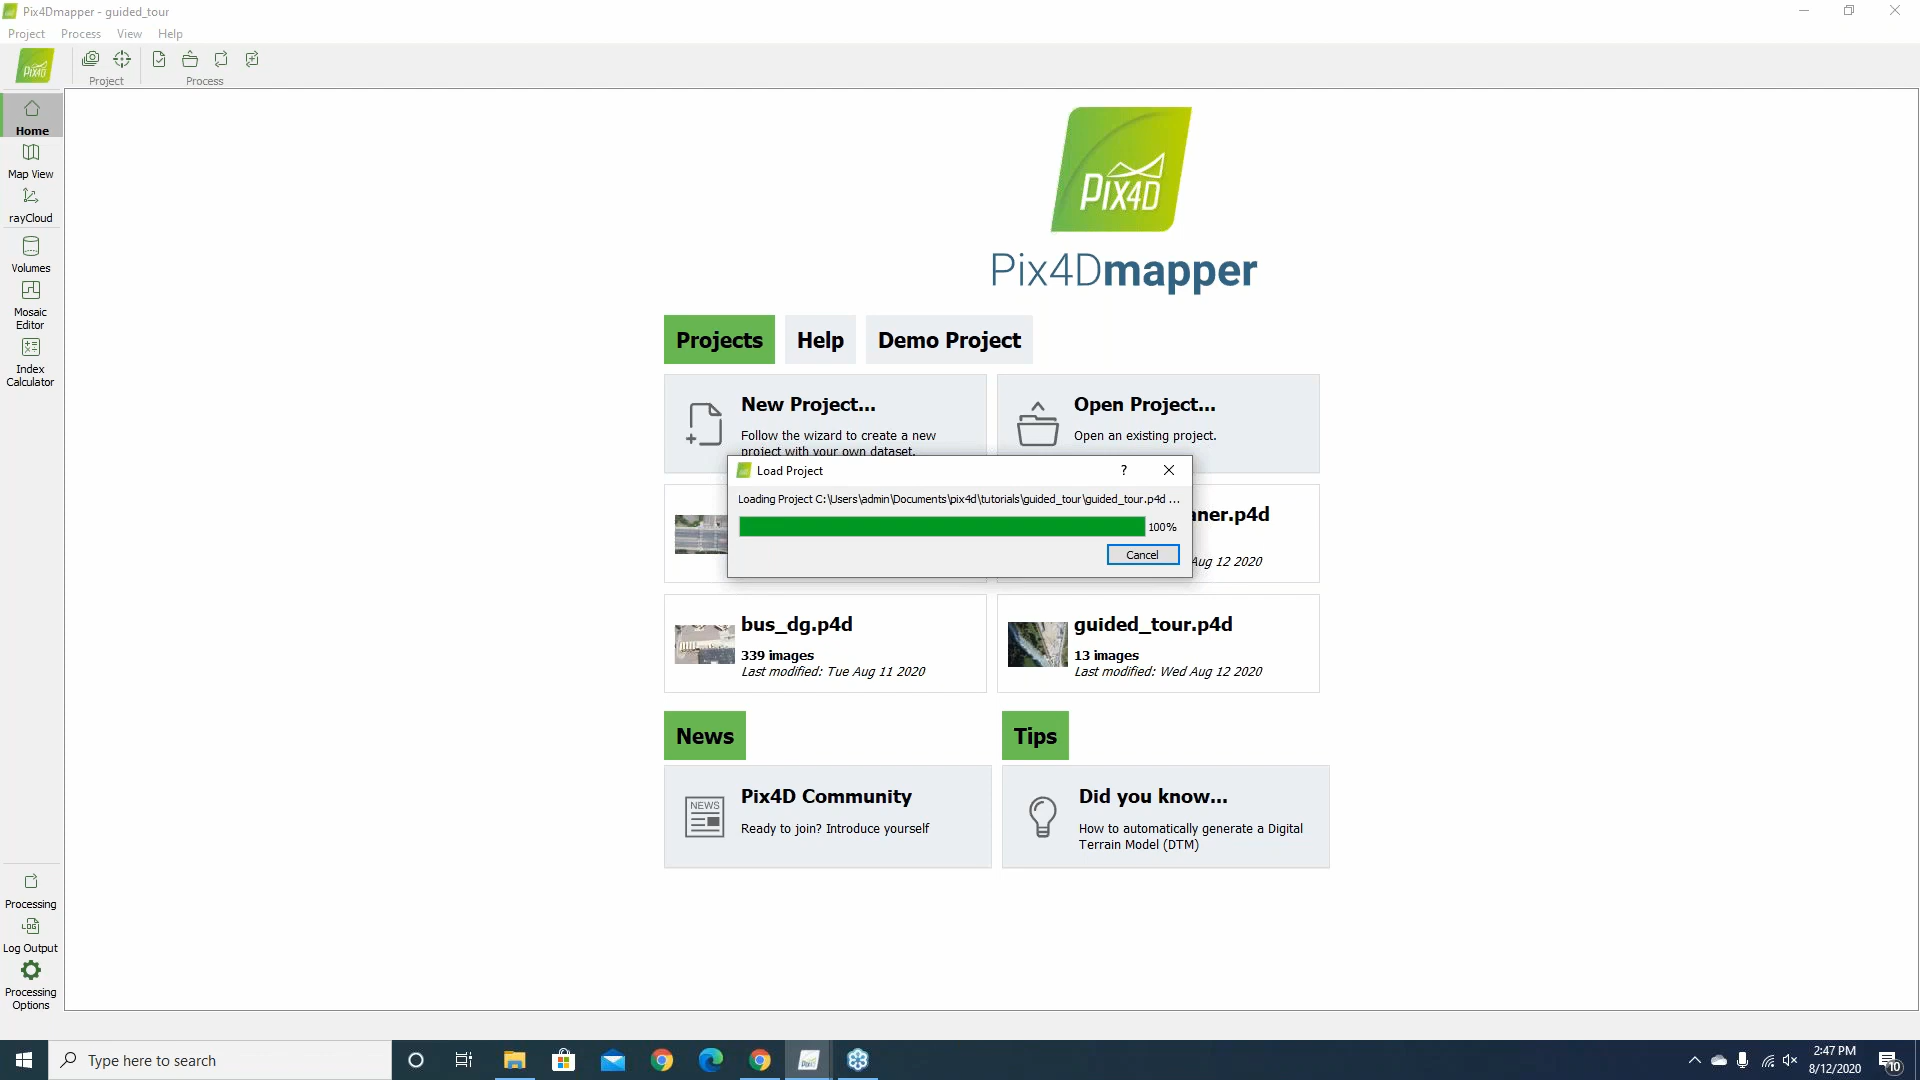 Pix4Dmapper - guided_tour
Project Process View Help
PIX4D
Project Process
Home
Map View
rayCloud
Volumes
Mosaic
Editor
Index
Calculator
PIX4D
Pix4Dmapper
Projects Help Demo Project
New Project...
Follow the wizard to create a new
project with your own dataset.
Open Project...
Open an existing project.
Load Project ?
Loading Project C:\Users\admin\Documents\pix4d\tutorials\guided_tour\guided_tour.p4d ...
100%
Cancel
aner.p4d
Aug 12 2020
bus_dg.p4d
339 images
Last modified: Tue Aug 11 2020
guided_tour.p4d
13 images
Last modified: Wed Aug 12 2020
News
Tips
NEWS
Pix4D Community
Ready to join? Introduce yourself
Did you know...
How to automatically generate a Digital
Terrain Model (DTM)
Processing
LOG
Log Output
Processing
Options
Type here to search
PIX4D
2:47 PM
8/12/2020
10